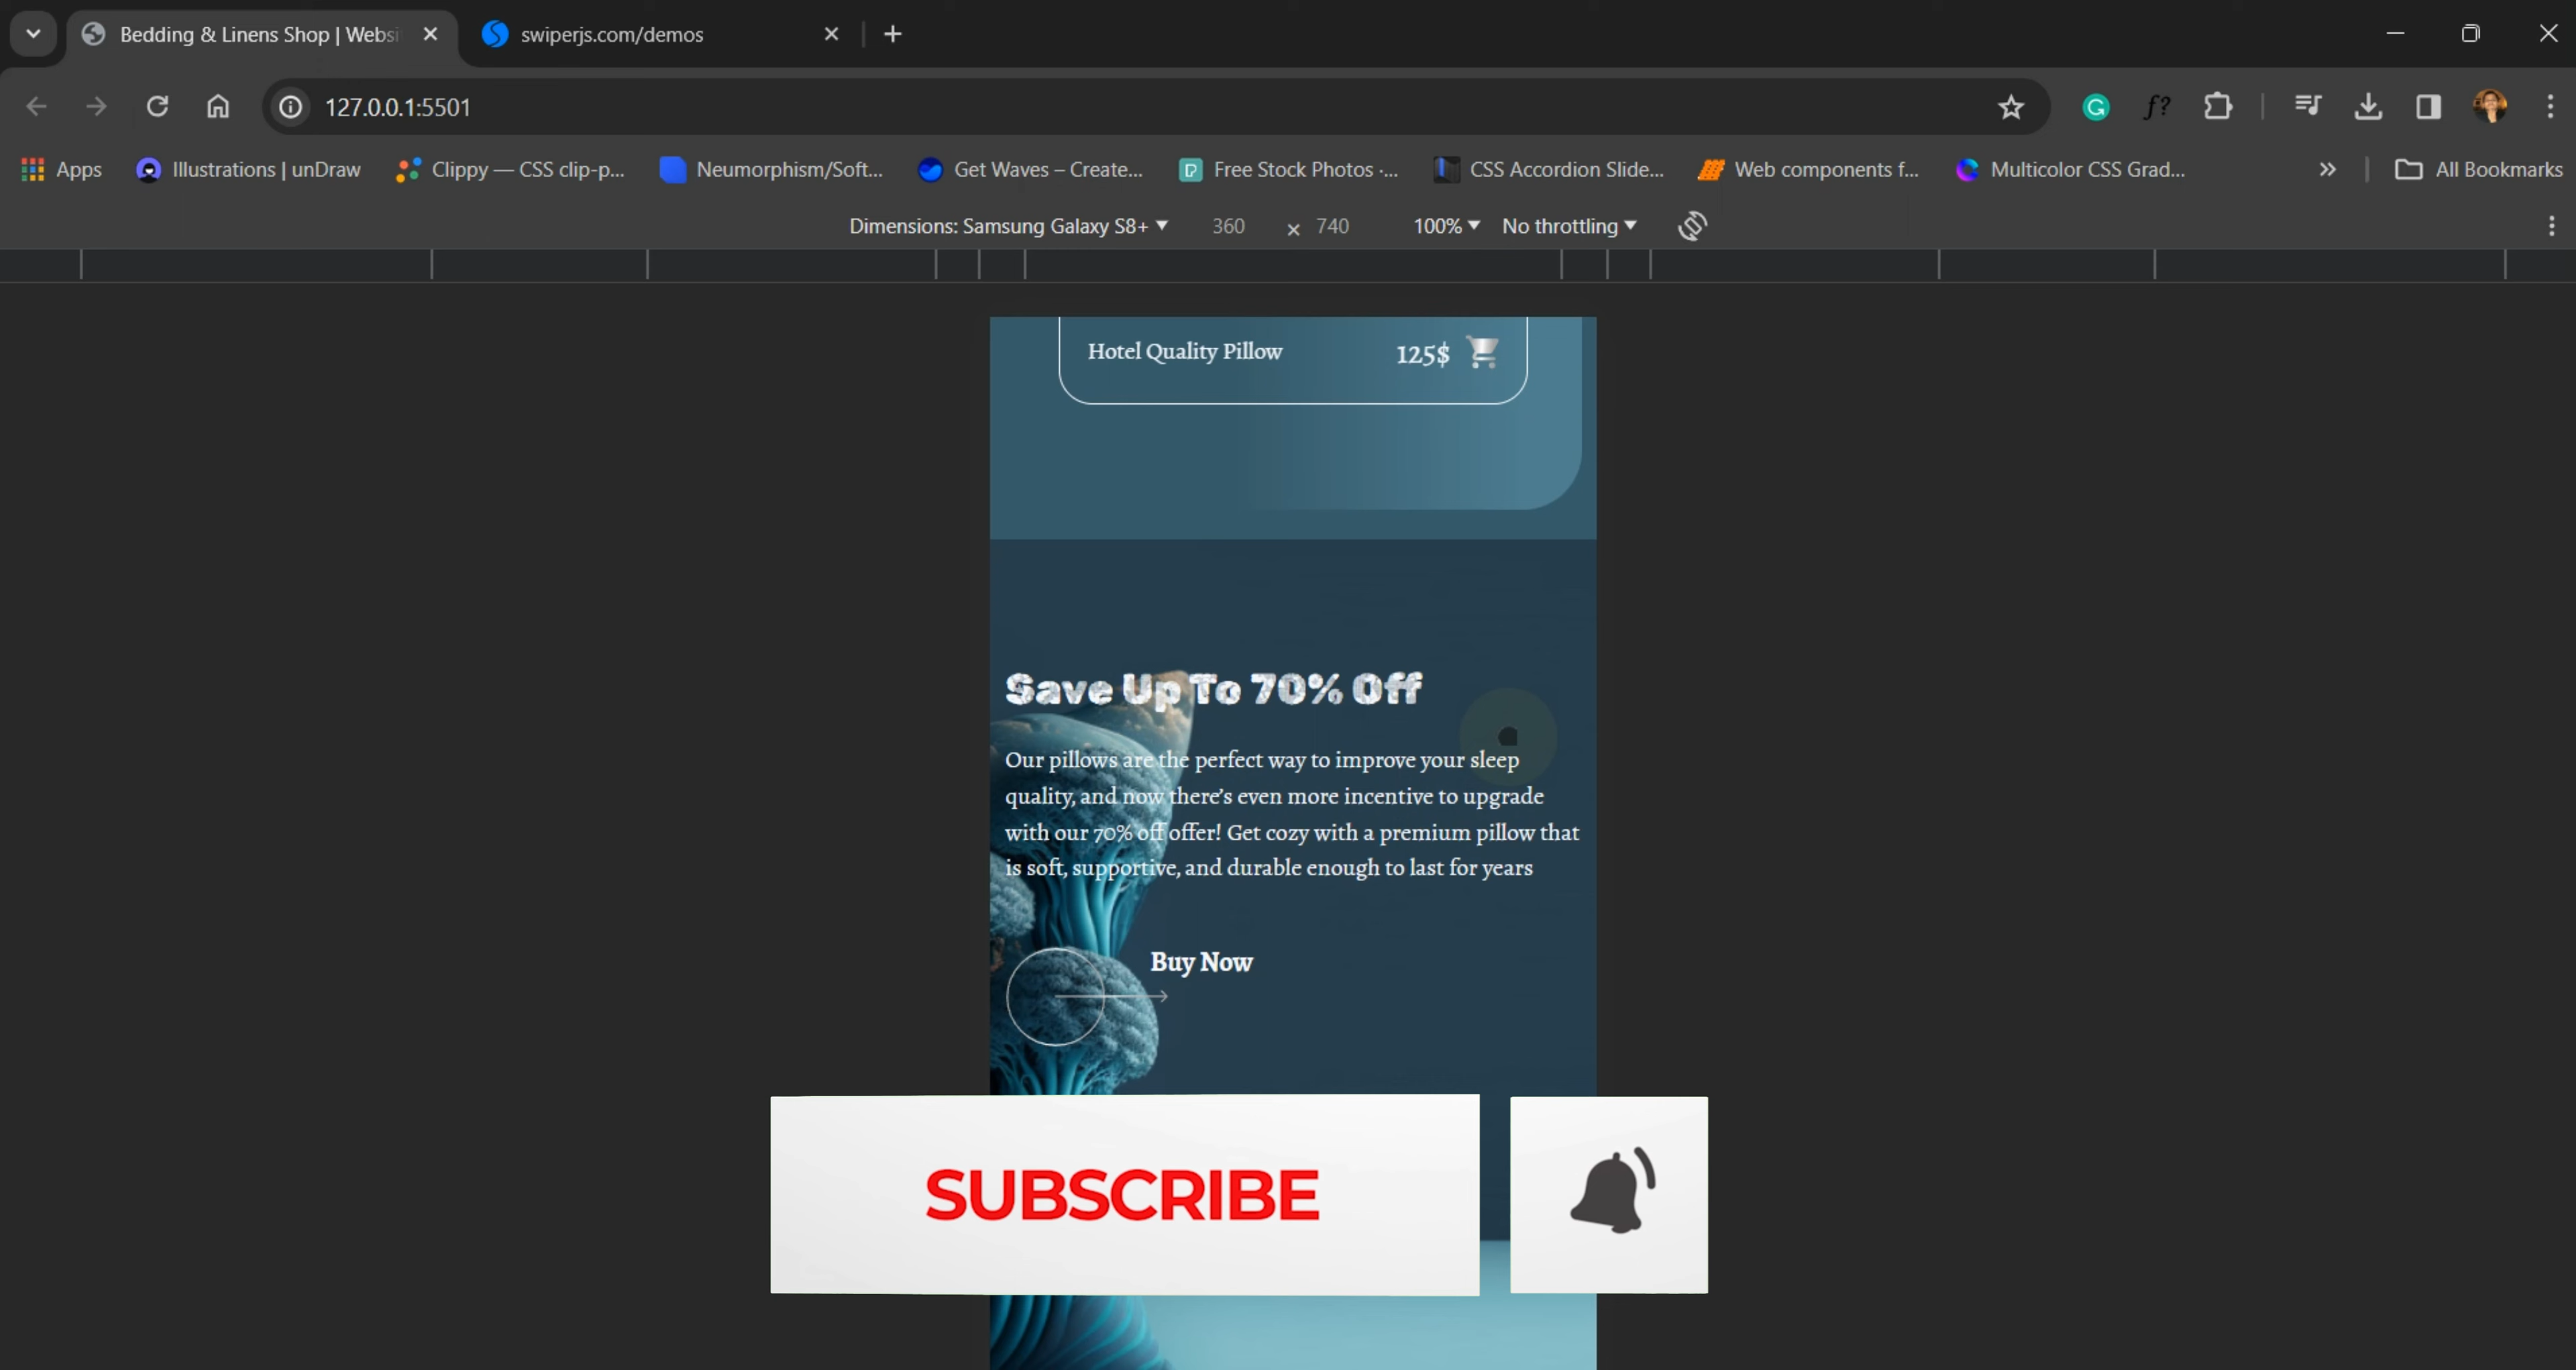 Bedding & Linens Shop | Websi
swiperjs.com/demos
127.0.0.1:5501
f?
Apps
Illustrations | unDraw
Clippy — CSS clip-p...
Neumorphism/Soft...
Get Waves – Create...
Free Stock Photos ·...
CSS Accordion Slide...
Web components f...
Multicolor CSS Grad...
All Bookmarks
Dimensions: Samsung Galaxy S8+ 360 × 740 100% No throttling
Hotel Quality Pillow 125$
Save Up To 70% Off
Our pillows are the perfect way to improve your sleep
quality, and now there's even more incentive to upgrade
with our 70% off offer! Get cozy with a premium pillow that
is soft, supportive, and durable enough to last for years
Buy Now
SUBSCRIBE